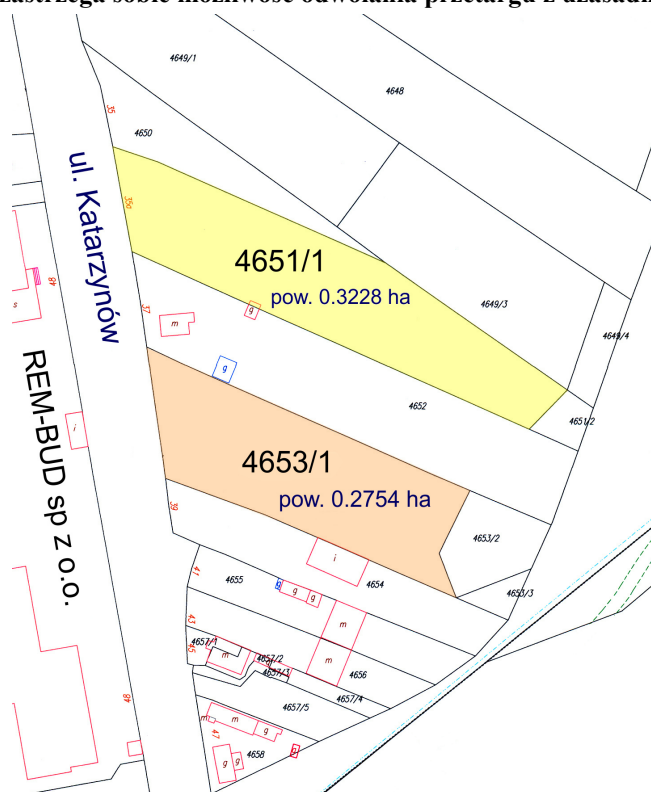 zastrzega sobie możliwość odwołania przetargu z uzasadn
4649/1
4648
35
4650
ul. Katarzynów
35a
4651/1
pow. 0.3228 ha
48
s
37
m
g
4649/3
4649/4
g
4652
4651/2
REM-BUD sp z o.o.
i
4653/1
pow. 0.2754 ha
39
4653/2
i
41
4655
g
g
g
4654
4653/3
43
m
4657/1
45
m
4657/2
4657/3
m
4656
48
4657/4
4657/5
m
m
g
47
4658
g
g
g